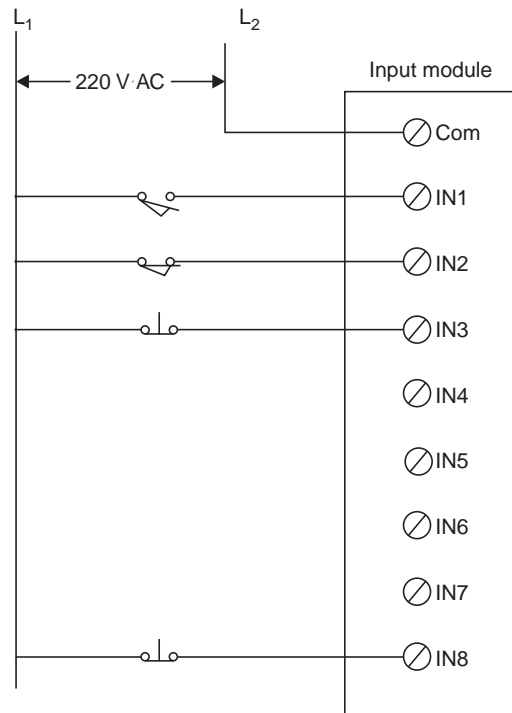 L1
L2
220 V AC
Input module
Com
IN1
IN2
IN3
IN4
IN5
IN6
IN7
IN8